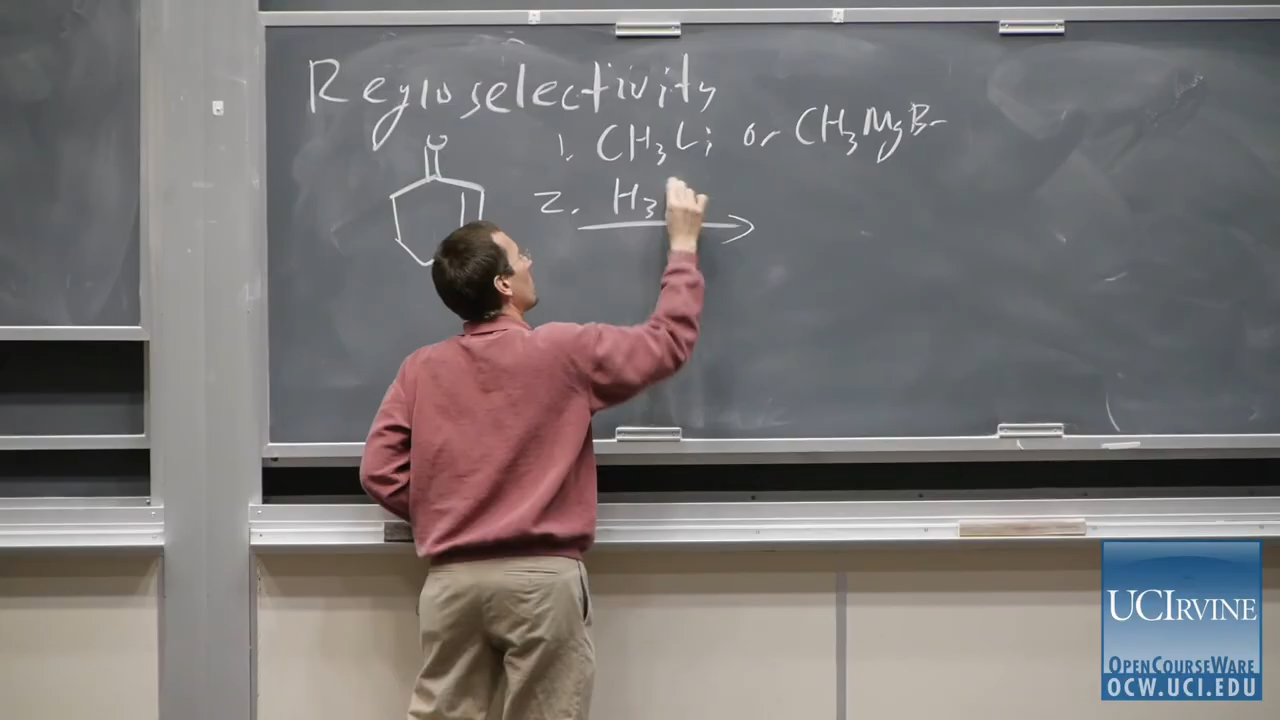 Regioselectivity
O
1. CH3Li or CH3MgBr
2. H3
UCIRVINE
OPENCOURSEWARE
OCW.UCI.EDU